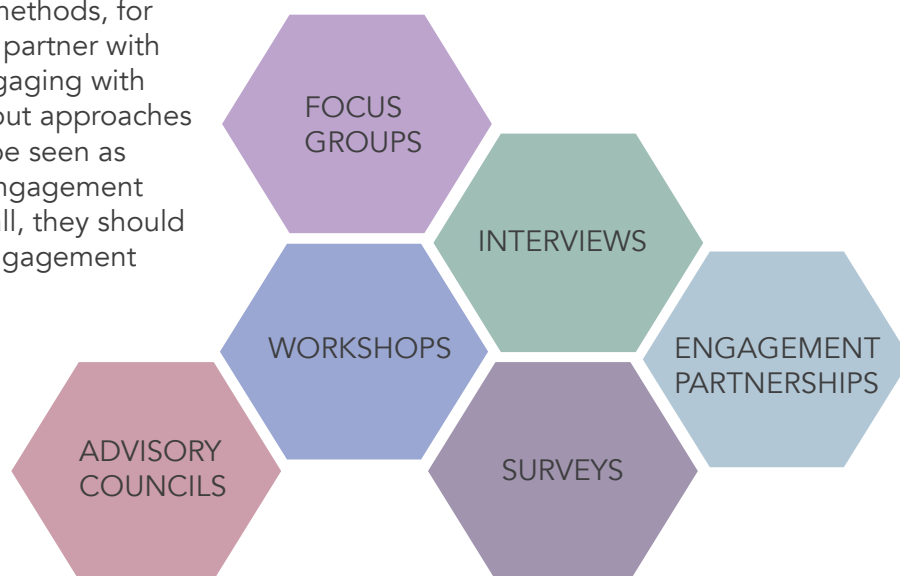 methods, for
partner with
gaging with
out approaches
be seen as
ngagement
all, they should
gagement
FOCUS
GROUPS
INTERVIEWS
WORKSHOPS
ENGAGEMENT
PARTNERSHIPS
ADVISORY
COUNCILS
SURVEYS